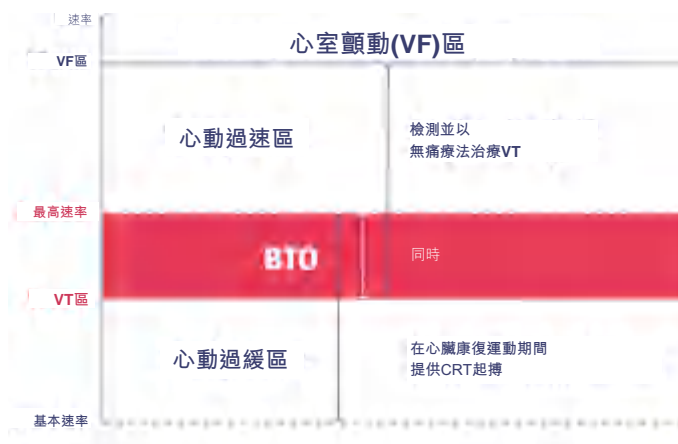 速率
心室顫動(VF)區
VF區
心動過速區
檢測並以
無痛療法治療VT
最高速率
BTO
同時
VT區
心動過緩區
在心臟康復運動期間
提供CRT起搏
基本速率